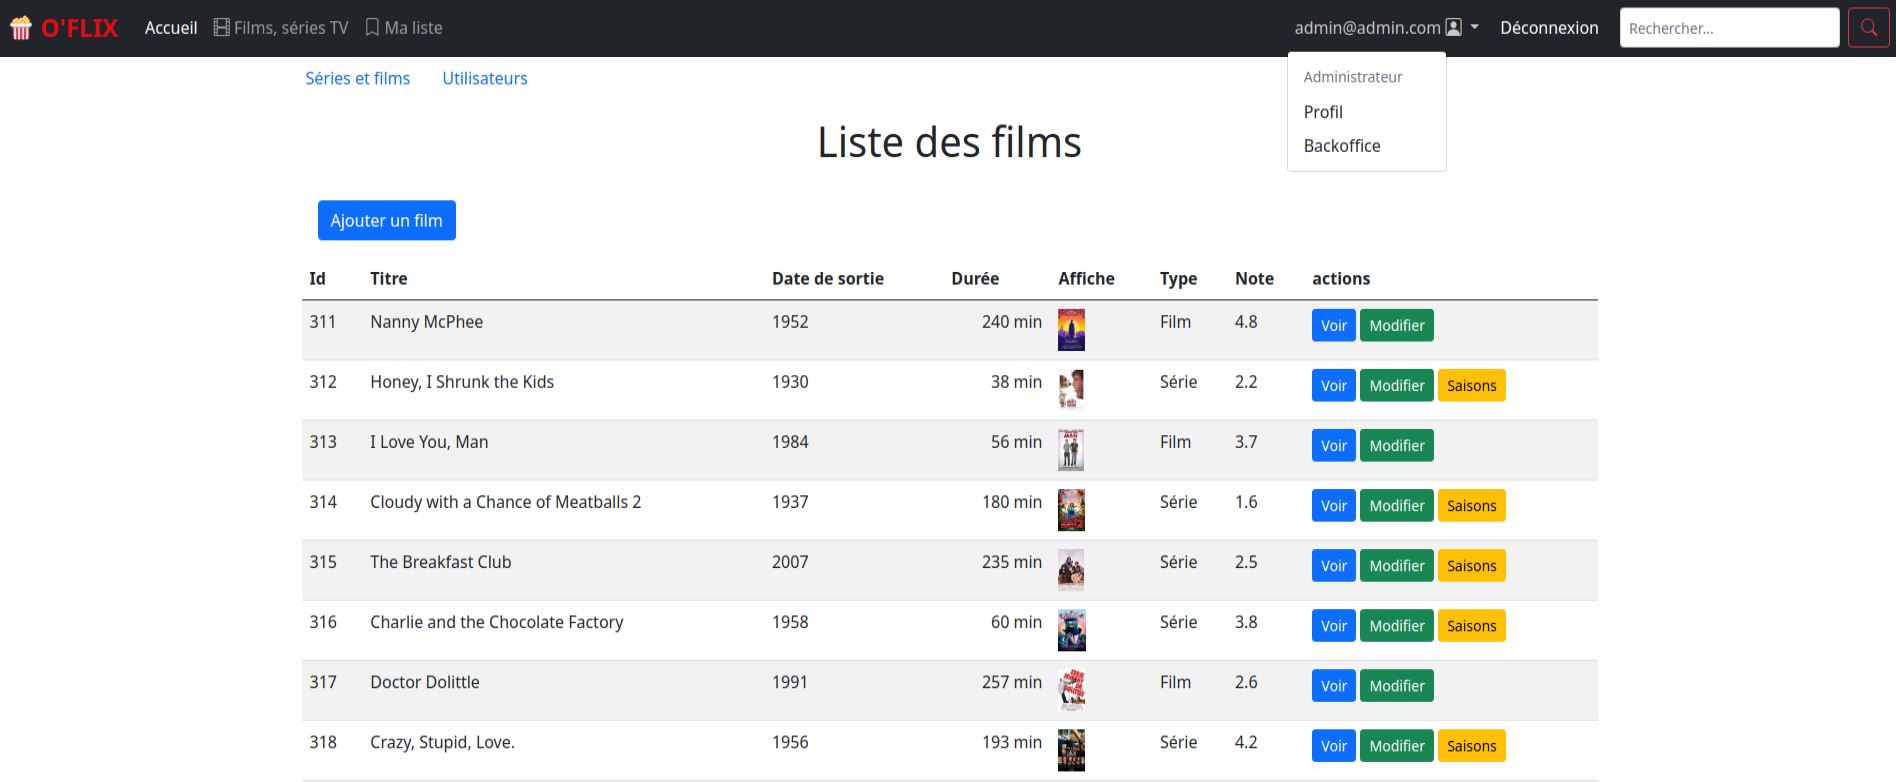 O'FLIX Accueil Films, séries TV Ma liste admin@admin.com Déconnexion Rechercher...
Administrateur
Profil
Backoffice
Séries et films Utilisateurs
Liste des films
Ajouter un film
Id Titre Date de sortie Durée Affiche Type Note actions
311 Nanny McPhee 1952 240 min Film 4.8 Voir Modifier
312 Honey, I Shrunk the Kids 1930 38 min Série 2.2 Voir Modifier Saisons
313 I Love You, Man 1984 56 min Film 3.7 Voir Modifier
314 Cloudy with a Chance of Meatballs 2 1937 180 min Série 1.6 Voir Modifier Saisons
315 The Breakfast Club 2007 235 min Série 2.5 Voir Modifier Saisons
316 Charlie and the Chocolate Factory 1958 60 min Série 3.8 Voir Modifier Saisons
317 Doctor Dolittle 1991 257 min Film 2.6 Voir Modifier
318 Crazy, Stupid, Love. 1956 193 min Série 4.2 Voir Modifier Saisons